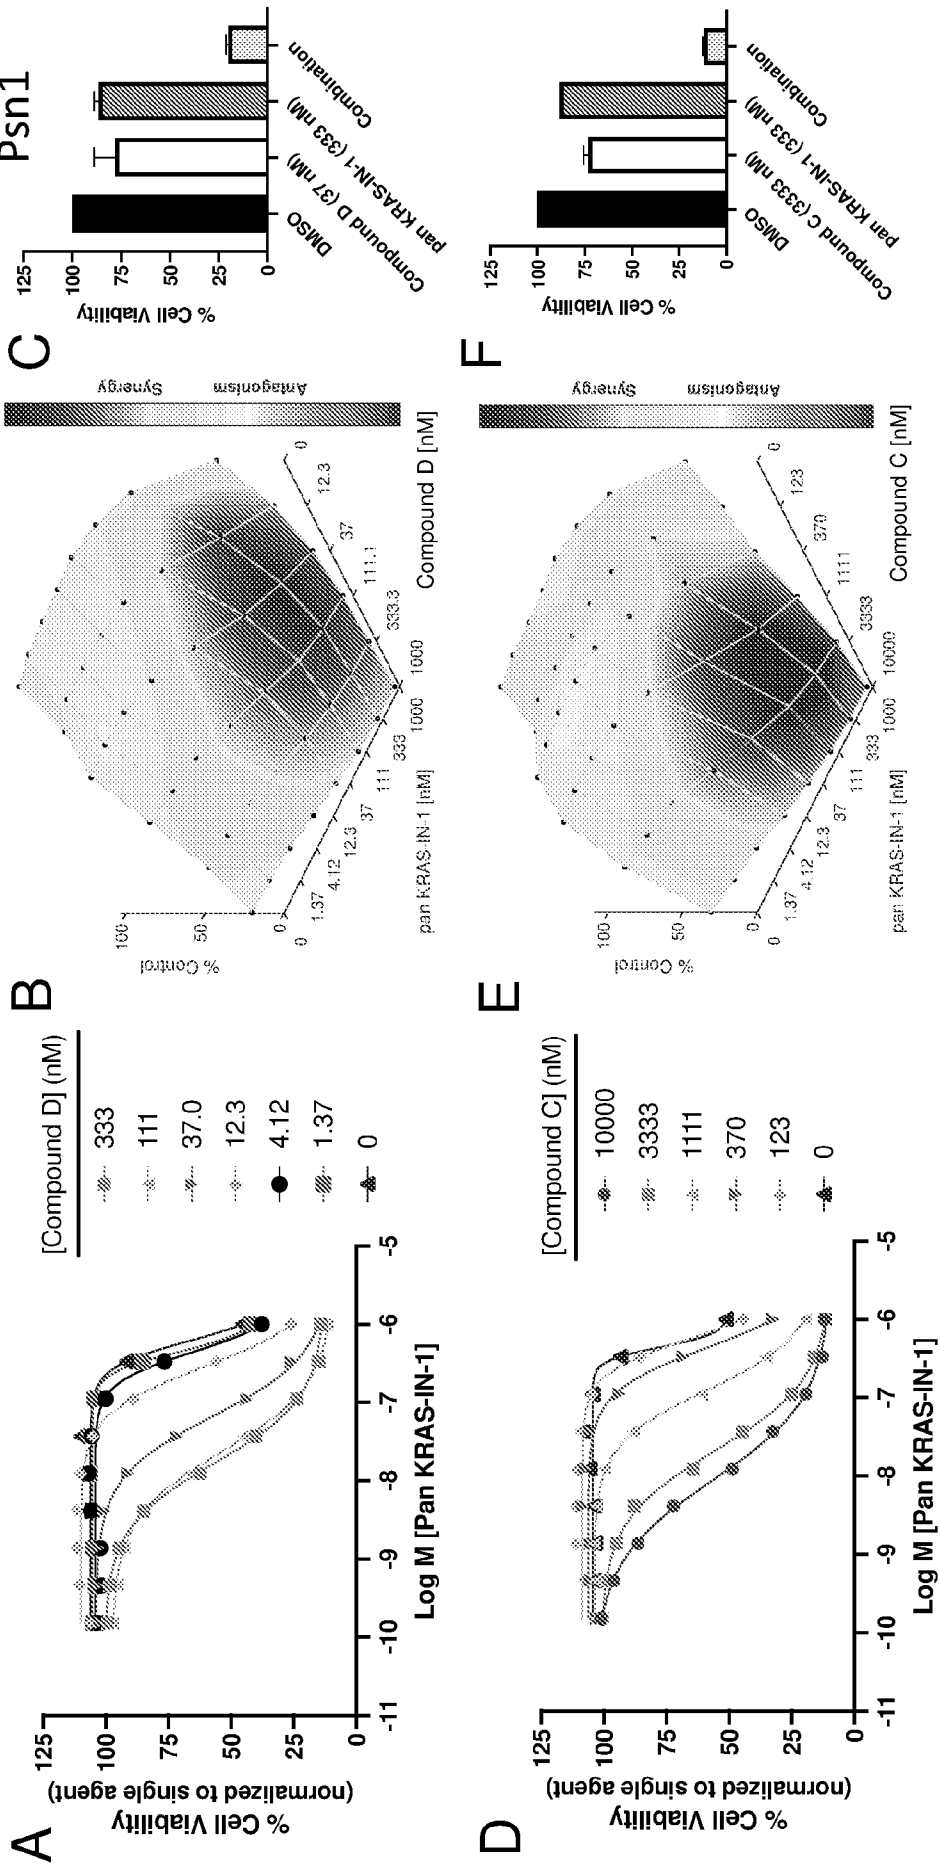 Psn1
A
% Cell Viability
(normalized to single agent)
125
100
75
50
25
0
-11
-10
-9
-8
-7
-6
-5
Log M [Pan KRAS-IN-1]
[Compound D] (nM)
333
111
37.0
12.3
4.12
1.37
0
B
% Control
100
50
0
0
1.37
4.12
12.3
37
111
333
1000
pan KRAS-IN-1 [nM]
1000
333.3
111.1
37
12.3
0
Compound D [nM]
Synergy
Antagonism
C
% Cell Viability
125
100
75
50
25
0
DMSO
Compound D (37 nM)
pan KRAS-IN-1 (333 nM)
Combination
D
% Cell Viability
(normalized to single agent)
125
100
75
50
25
0
-11
-10
-9
-8
-7
-6
-5
Log M [Pan KRAS-IN-1]
[Compound C] (nM)
10000
3333
1111
370
123
0
E
% Control
100
50
0
0
1.37
4.12
12.3
37
111
333
1000
pan KRAS-IN-1 [nM]
10000
3333
1111
370
123
0
Compound C [nM]
Synergy
Antagonism
F
% Cell Viability
125
100
75
50
25
0
DMSO
Compound C (3333 nM)
pan KRAS-IN-1 (333 nM)
Combination